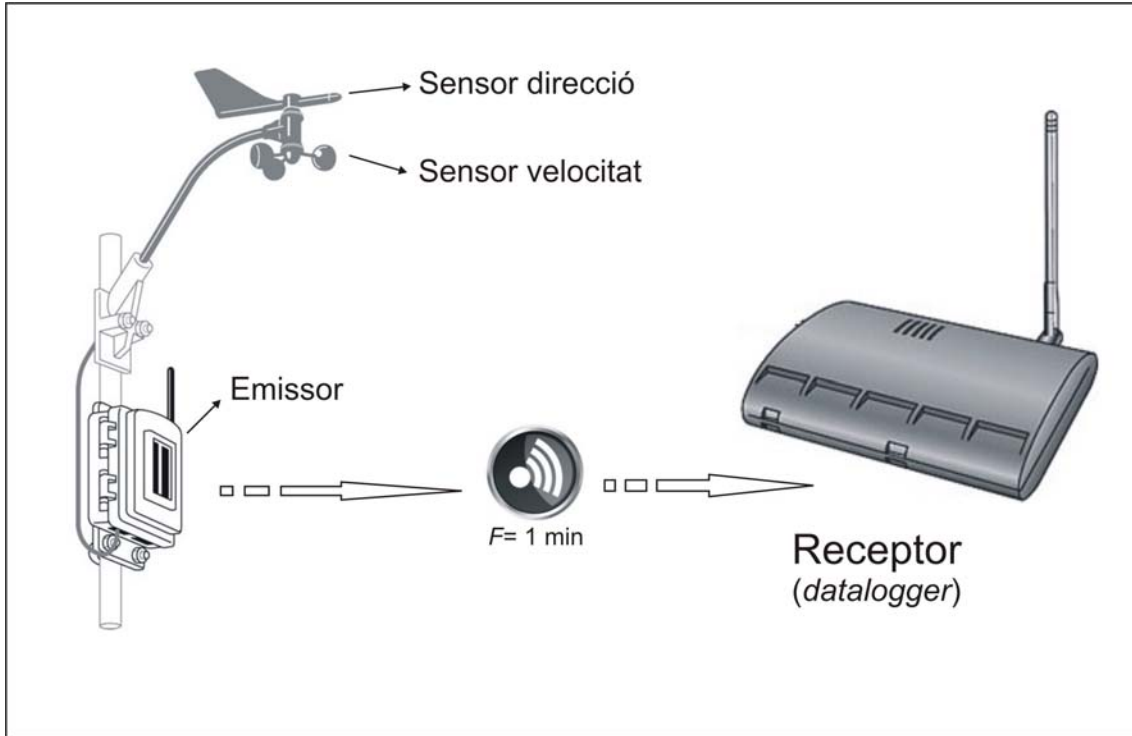 Sensor direcció
Sensor velocitat
Emissor
F= 1 min
Receptor
(datalogger)